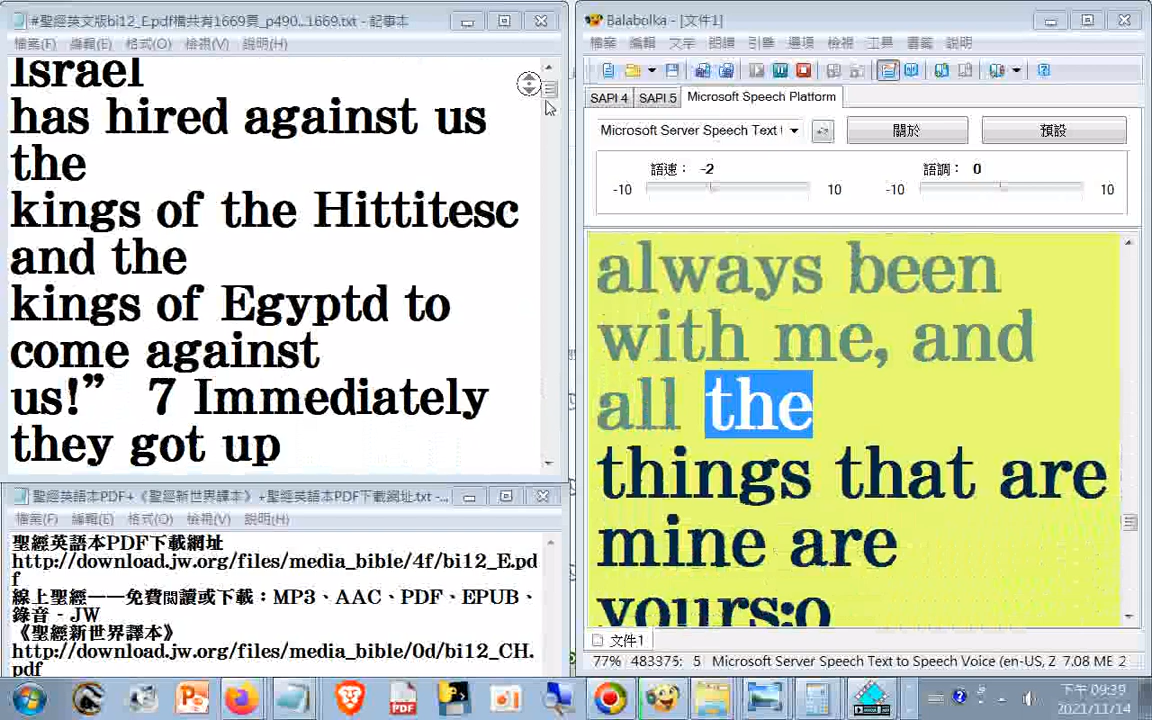 #聖經英文版bi12_E.pdf檔共有1669頁_p490...1669.txt - 記事本
檔案(F) 編輯(E) 格式(O) 檢視(V) 說明(H)
Israel
has hired against us
the
kings of the Hittitesc
and the
kings of Egyptd to
come against
us!” 7 Immediately
they got up
聖經英語本PDF+《聖經新世界譯本》+聖經英語本PDF下載網址.txt - ...
檔案(F) 編輯(E) 格式(O) 檢視(V) 說明(H)
聖經英語本PDF下載網址
http://download.jw.org/files/media_bible/4f/bi12_E.pd
f
線上聖經——免費閱讀或下載：MP3、AAC、PDF、EPUB、
錄音 - JW
《聖經新世界譯本》
http://download.jw.org/files/media_bible/0d/bi12_CH.
pdf
Balabolka - [文件1]
檔案 編輯 文字 朗讀 引擎 選項 檢視 工具 書籤 說明
SAPI 4 SAPI 5 Microsoft Speech Platform
Microsoft Server Speech Text 關於 預設
語速： -2 語調： 0
-10 10 -10 10
always been
with me, and
all the
things that are
mine are
yours;o
文件1
77% 483375: 5 Microsoft Server Speech Text to Speech Voice (en-US, Z 7.08 ME 2
PDF
下午 09:39
2021/11/14